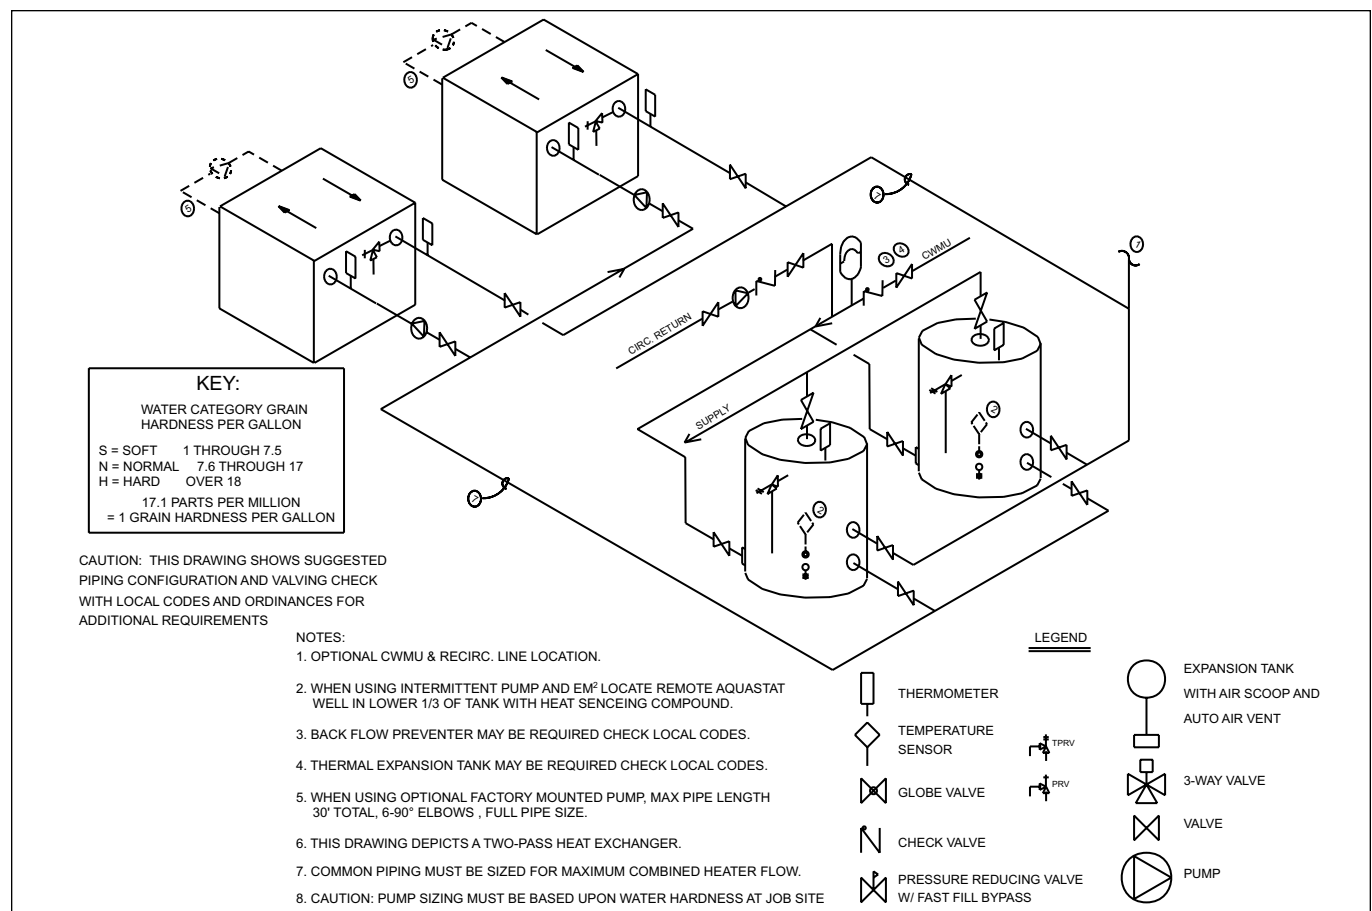 5
5
7
1
3
4
CWMU
CIRC. RETURN
SUPPLY
2
2
7
KEY:
WATER CATEGORY GRAIN
HARDNESS PER GALLON
S = SOFT 1 THROUGH 7.5
N = NORMAL 7.6 THROUGH 17
H = HARD OVER 18
17.1 PARTS PER MILLION
= 1 GRAIN HARDNESS PER GALLON
CAUTION: THIS DRAWING SHOWS SUGGESTED
PIPING CONFIGURATION AND VALVING CHECK
WITH LOCAL CODES AND ORDINANCES FOR
ADDITIONAL REQUIREMENTS
NOTES:
1. OPTIONAL CWMU & RECIRC. LINE LOCATION.
2. WHEN USING INTERMITTENT PUMP AND EM² LOCATE REMOTE AQUASTAT
WELL IN LOWER 1/3 OF TANK WITH HEAT SENCEING COMPOUND.
3. BACK FLOW PREVENTER MAY BE REQUIRED CHECK LOCAL CODES.
4. THERMAL EXPANSION TANK MAY BE REQUIRED CHECK LOCAL CODES.
5. WHEN USING OPTIONAL FACTORY MOUNTED PUMP, MAX PIPE LENGTH
30' TOTAL, 6-90° ELBOWS , FULL PIPE SIZE.
6. THIS DRAWING DEPICTS A TWO-PASS HEAT EXCHANGER.
7. COMMON PIPING MUST BE SIZED FOR MAXIMUM COMBINED HEATER FLOW.
8. CAUTION: PUMP SIZING MUST BE BASED UPON WATER HARDNESS AT JOB SITE
LEGEND
THERMOMETER
TEMPERATURE
SENSOR
GLOBE VALVE
CHECK VALVE
PRESSURE REDUCING VALVE
W/ FAST FILL BYPASS
TPRV
PRV
EXPANSION TANK
WITH AIR SCOOP AND
AUTO AIR VENT
3-WAY VALVE
VALVE
PUMP